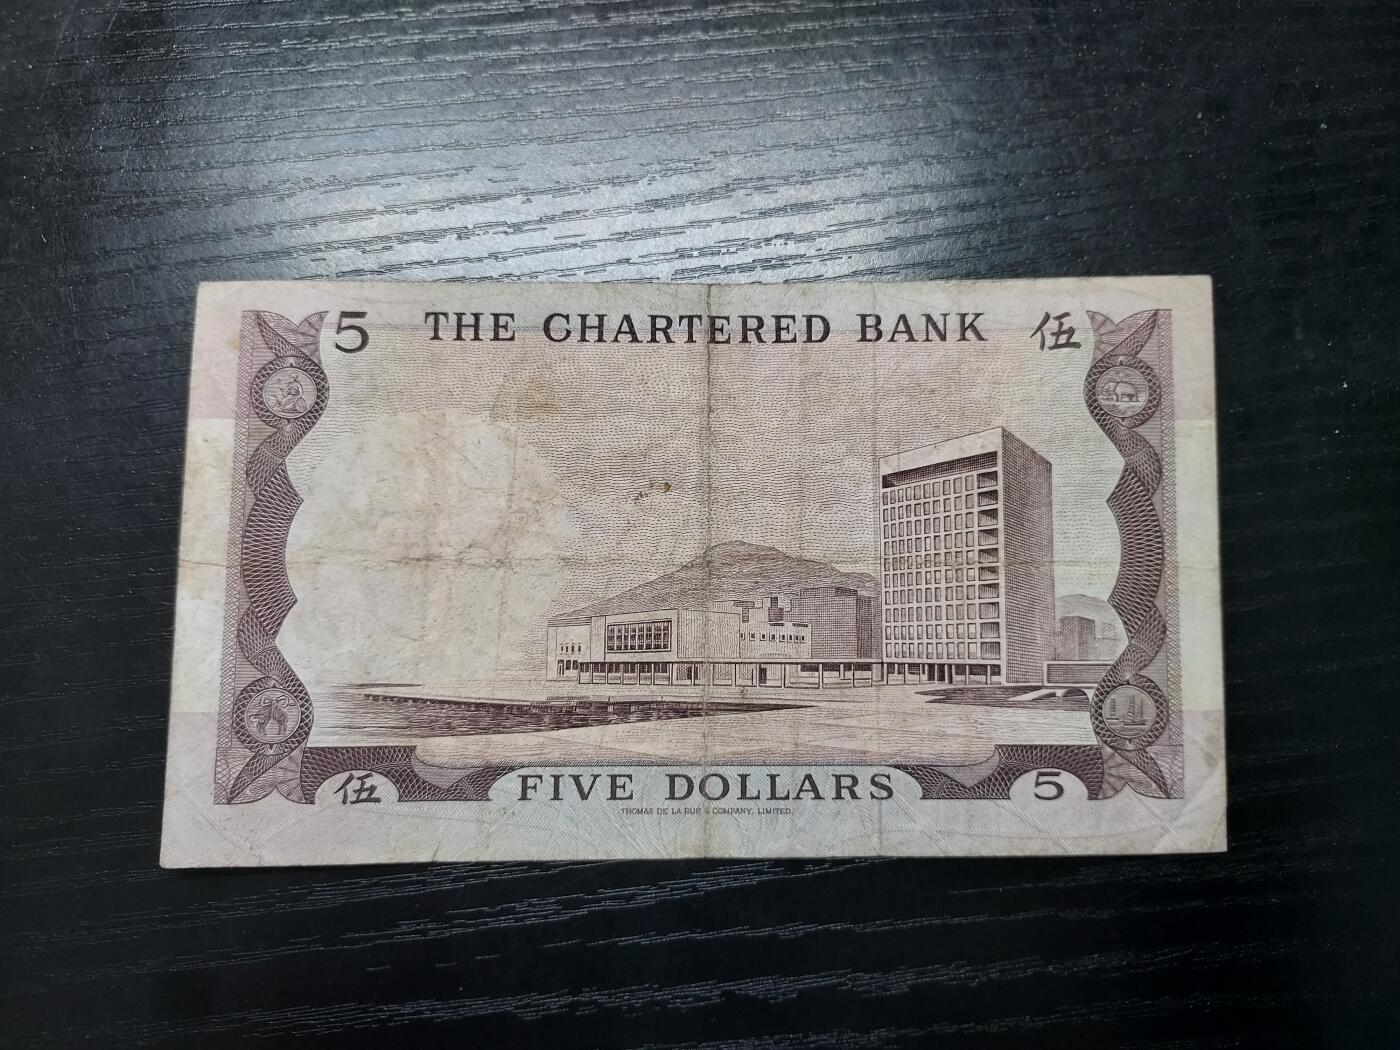 5 THE CHARTERED BANK 伍
伍 FIVE DOLLARS 5
THOMAS DE LA RUE & COMPANY, LIMITED.